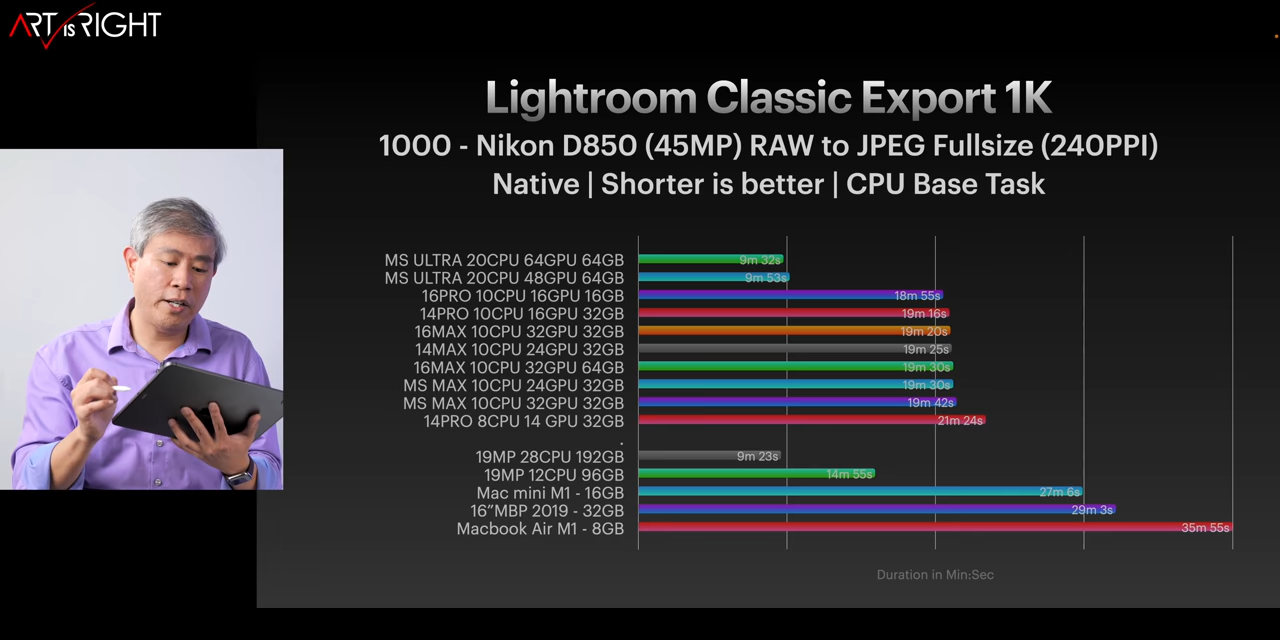 ART is RIGHT
Lightroom Classic Export 1K
1000 - Nikon D850 (45MP) RAW to JPEG Fullsize (240PPI)
Native | Shorter is better | CPU Base Task
MS ULTRA 20CPU 64GPU 64GB 9m 32s
MS ULTRA 20CPU 48GPU 64GB 9m 53s
16PRO 10CPU 16GPU 16GB 18m 55s
14PRO 10CPU 16GPU 32GB 19m 16s
16MAX 10CPU 32GPU 32GB 19m 20s
14MAX 10CPU 24GPU 32GB 19m 25s
16MAX 10CPU 32GPU 64GB 19m 30s
MS MAX 10CPU 24GPU 32GB 19m 30s
MS MAX 10CPU 32GPU 32GB 19m 42s
14PRO 8CPU 14 GPU 32GB 21m 24s
.
19MP 28CPU 192GB 9m 23s
19MP 12CPU 96GB 14m 55s
Mac mini M1 - 16GB 27m 6s
16”MBP 2019 - 32GB 29m 3s
Macbook Air M1 - 8GB 35m 55s
Duration in Min:Sec